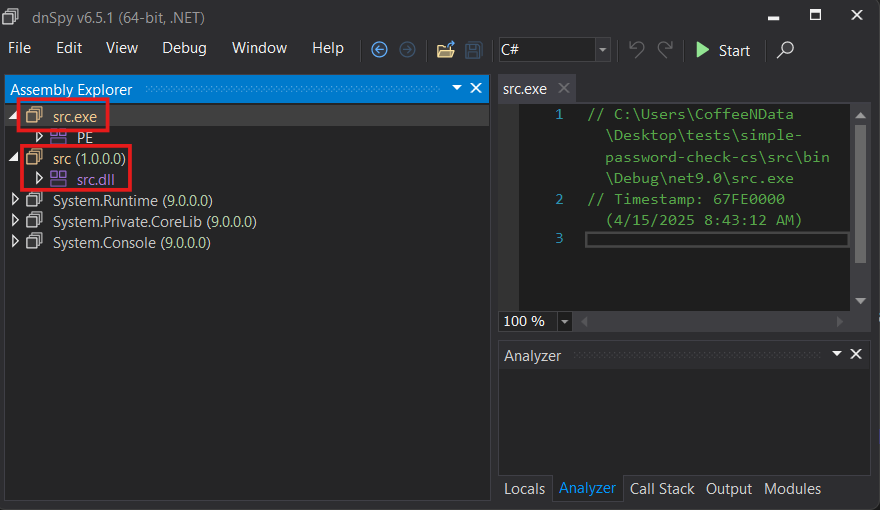 dnSpy v6.5.1 (64-bit, .NET)
File Edit View Debug Window Help C# Start
Assembly Explorer
src.exe
PE
src (1.0.0.0)
src.dll
System.Runtime (9.0.0.0)
System.Private.CoreLib (9.0.0.0)
System.Console (9.0.0.0)
src.exe
1 // C:\Users\CoffeeNData
\Desktop\tests\simple-
password-check-cs\src\bin
\Debug\net9.0\src.exe
2 // Timestamp: 67FE0000
(4/15/2025 8:43:12 AM)
3
100 %
Analyzer
Locals Analyzer Call Stack Output Modules